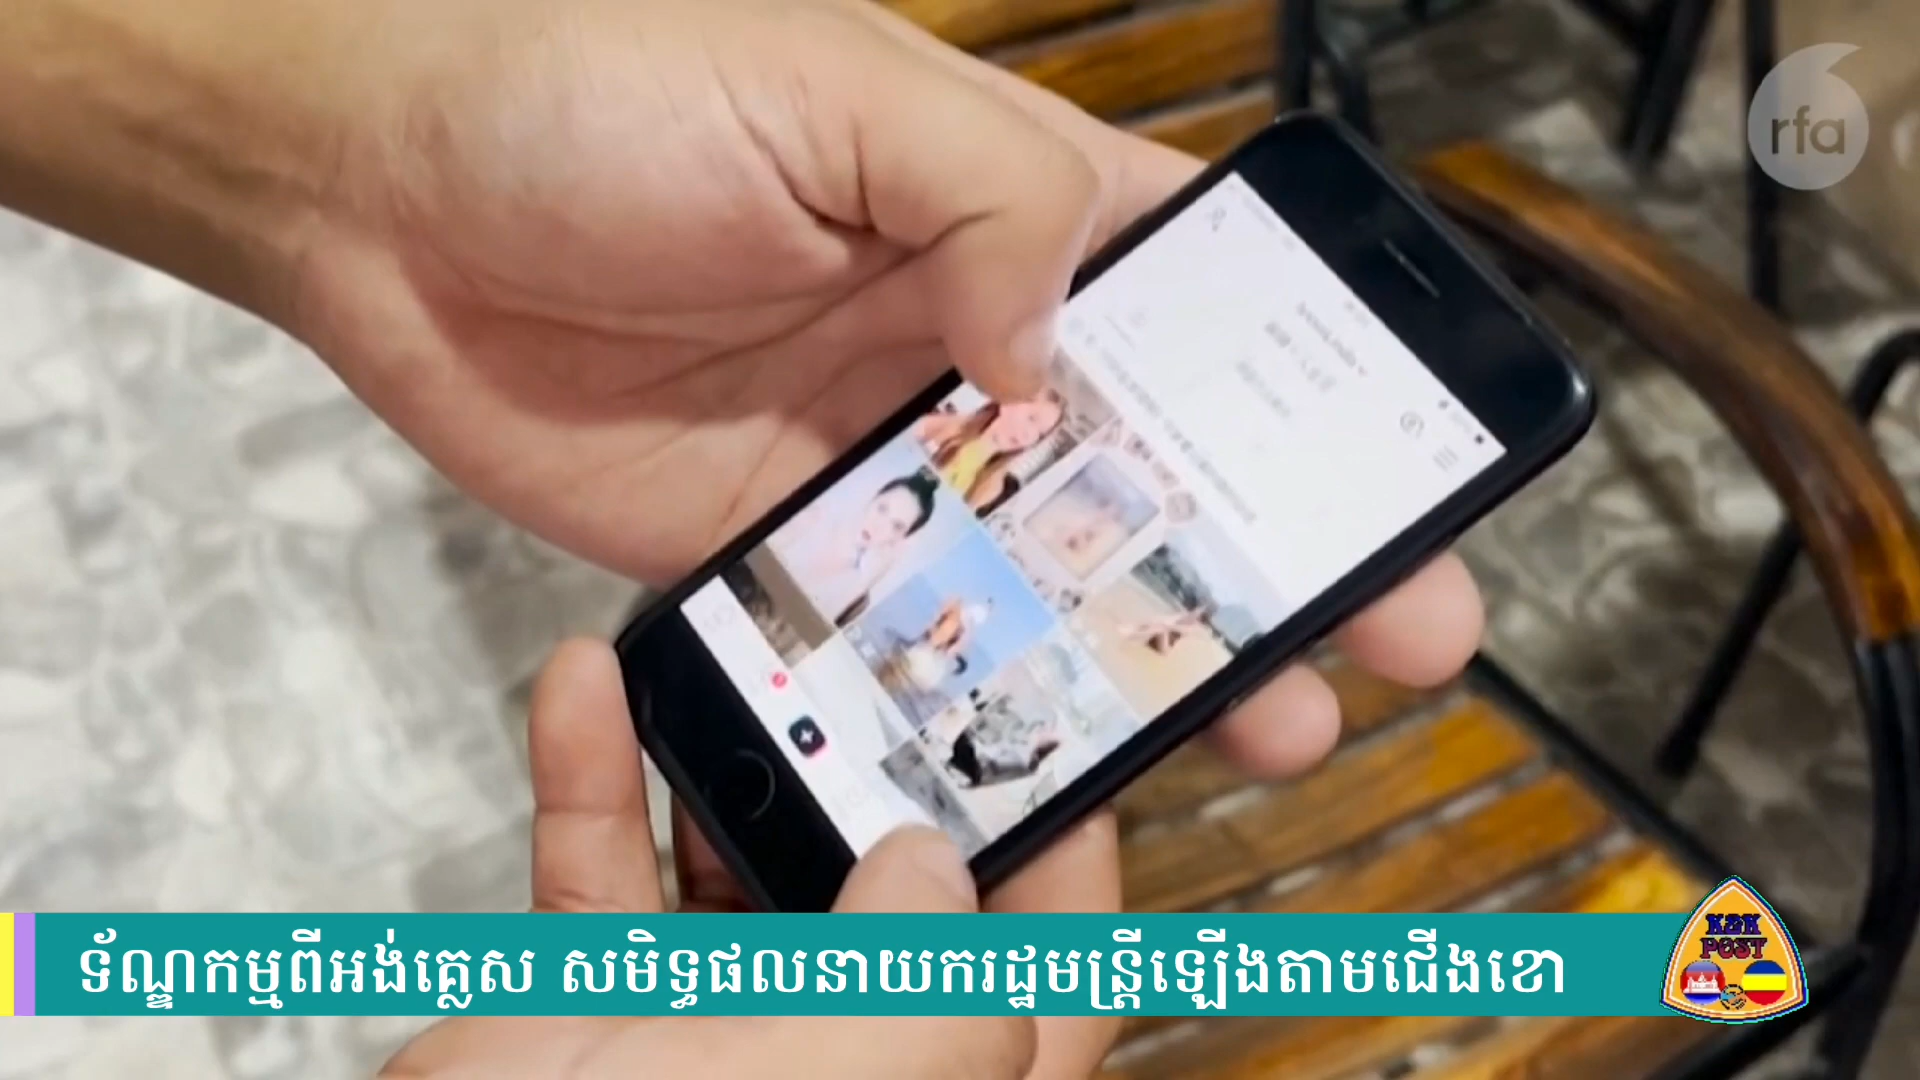 rfa
ទ័ណ្ឌកម្មពីអង់គ្លេស សមិទ្ធផលនាយករដ្ឋមន្ត្រីឡើងតាមជើងខោ
K&K
POST